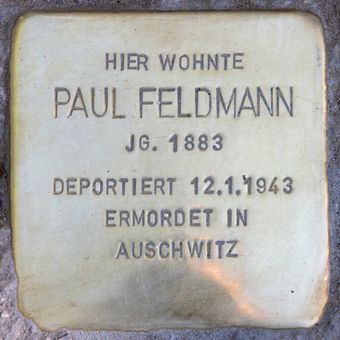 HIER WOHNTE
PAUL FELDMANN
JG. 1883
DEPORTIERT 12.1.1943
ERMORDET IN
AUSCHWITZ